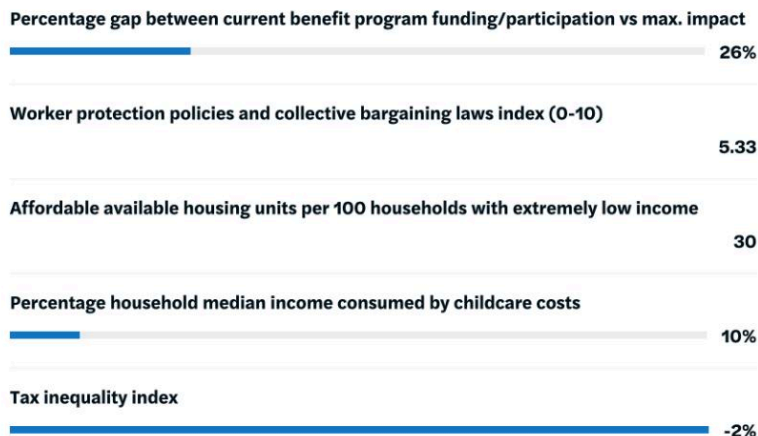 Percentage gap between current benefit program funding/participation vs max. impact
26%
Worker protection policies and collective bargaining laws index (0-10)
5.33
Affordable available housing units per 100 households with extremely low income
30
Percentage household median income consumed by childcare costs
10%
Tax inequality index
-2%